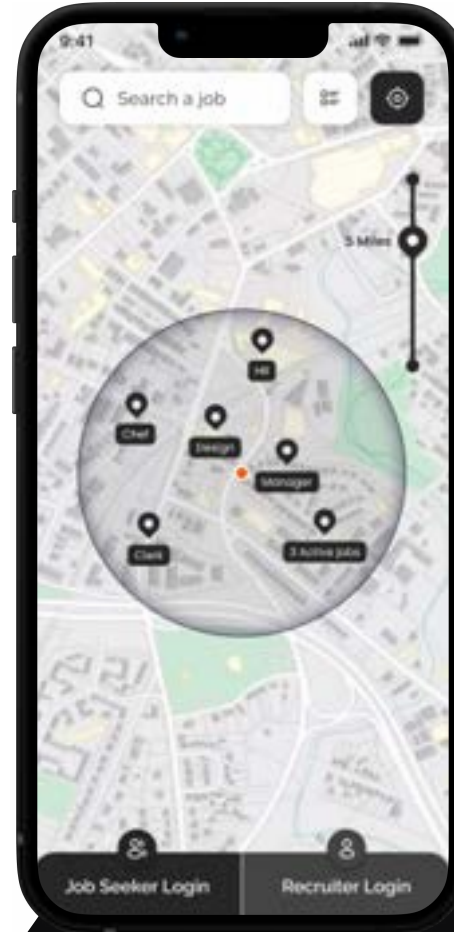 9:41
Search a job
5 Miles
HR
Chef
Design
Manager
Clerk
3 Active jobs
Job Seeker Login
Recruiter Login